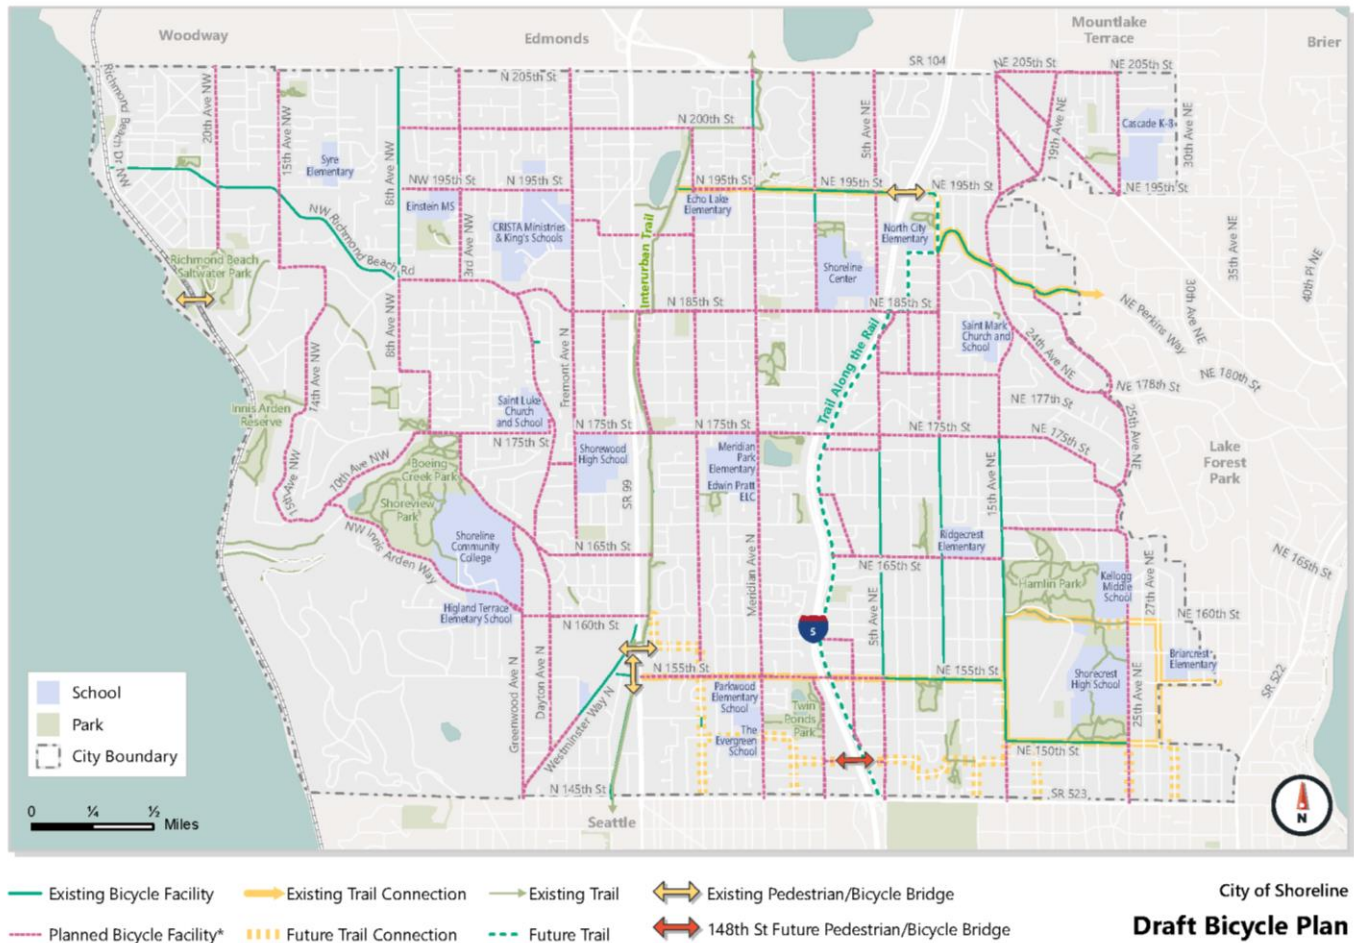 Woodway
Edmonds
Mountlake
Terrace
Brier
SR 104
NE 205th St
NE 205th St
N 205th St
Richmond Beach Dr NW
20th Ave NW
15th Ave NW
8th Ave NW
5th Ave NE
19th Ave NE
30th Ave NE
Cascade K-8
N 200th St
Syre
Elementary
NW 195th St
N 195th St
N 195th St
NE 195th St
NE 195th St
NE 195th St
Einstein MS
3rd Ave NW
CRISTA Ministries
& King's Schools
Echo Lake
Elementary
North City
Elementary
NW Richmond Beach Rd
Interurban Trail
35th Ave NE
40th Pl NE
Richmond Beach
Saltwater Park
Shoreline
Center
N 185th St
NE 185th St
NE Perkins Way
30th Ave NE
8th Ave NW
14th Ave NW
Fremont Ave N
Trail Along the Rail
Saint Mark
Church and
School
24th Ave NE
NE 180th St
NE 178th St
Innis Arden
Reserve
Saint Luke
Church
and School
NE 177th St
25th Ave NE
N 175th St
N 175th St
N 175th St
NE 175th St
NE 175th St
15th Ave NW
10th Ave NW
Boeing
Creek Park
Shoreview
Park
Shorewood
High School
SR 99
Meridian
Park
Elementary
Edwin Pratt
ELC
Lake
Forest
Park
15th Ave NE
NW Innis Arden Way
Shoreline
Community
College
Ridgecrest
Elementary
N 165th St
NE 165th St
NE 165th St
Meridian Ave N
5th Ave NE
Hamlin Park
Kellogg
Middle
School
27th Ave NE
Higland Terrace
Elemetary School
N 160th St
5
NE 160th St
N 155th St
NE 155th St
Briarcrest
Elementary
Shorecrest
High School
SR 522
Greenwood Ave N
Dayton Ave N
Westminster Way N
Parkwood
Elementary
School
Twin
Ponds
Park
The
Evergreen
School
25th Ave NE
NE 150th St
N 145th St
SR 523
Seattle
School
Park
City Boundary
0 ¼ ½ Miles
N
Existing Bicycle Facility
Existing Trail Connection
Existing Trail
Existing Pedestrian/Bicycle Bridge
City of Shoreline
Planned Bicycle Facility*
Future Trail Connection
Future Trail
148th St Future Pedestrian/Bicycle Bridge
Draft Bicycle Plan